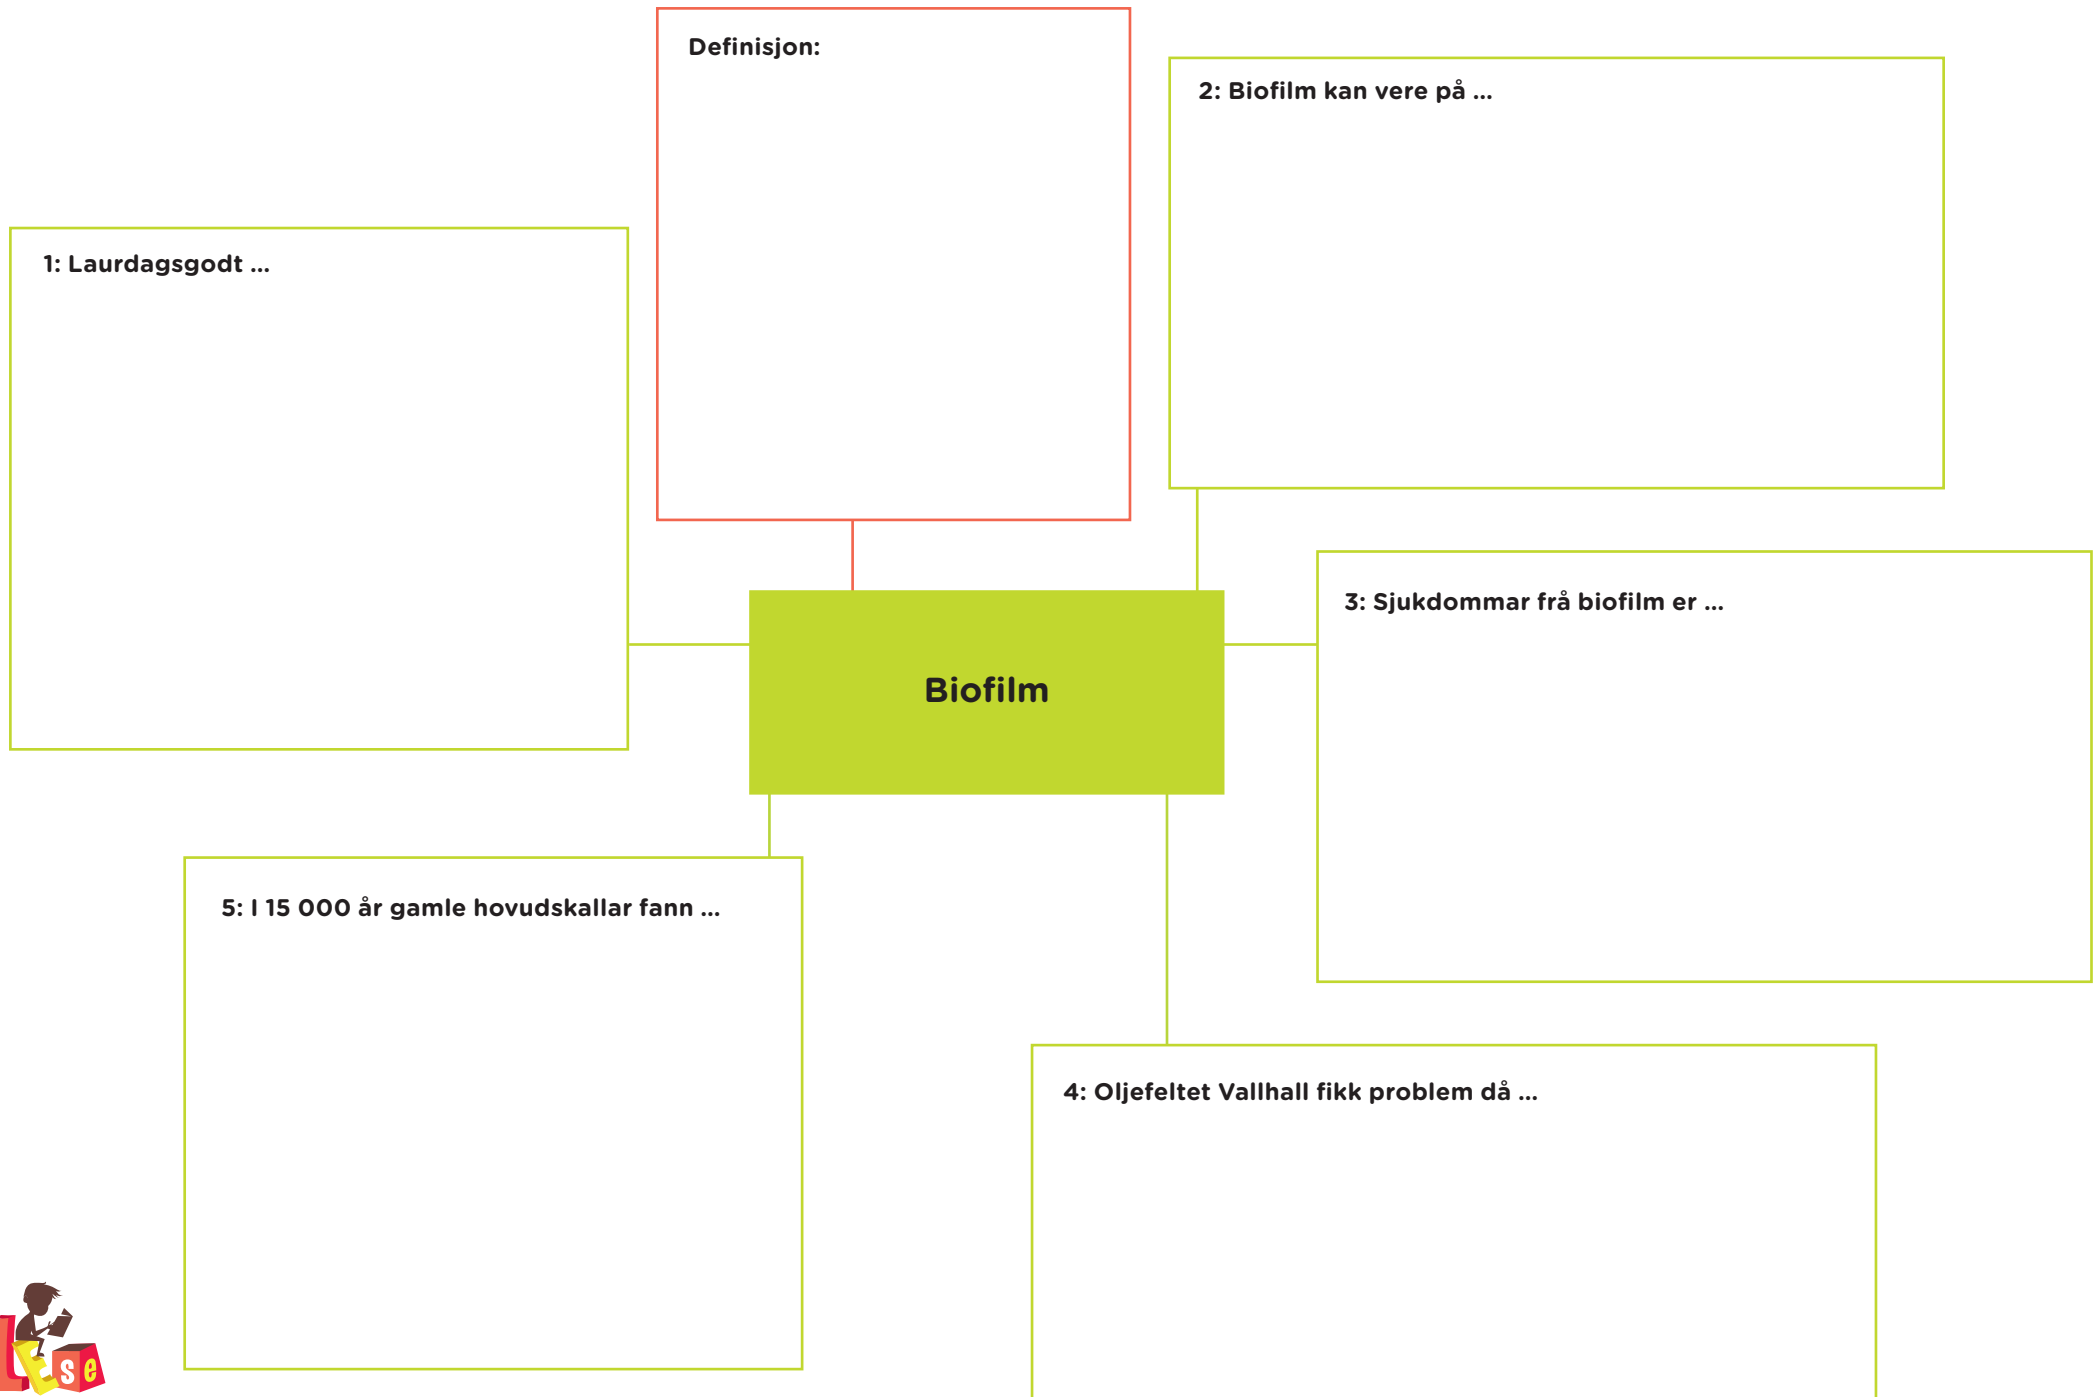 Definisjon:
2: Biofilm kan vere på ...
1: Laurdagsgodt ...
3: Sjukdommar frå biofilm er ...
Biofilm
5: I 15 000 år gamle hovudskallar fann ...
4: Oljefeltet Vallhall fikk problem då ...
LESe